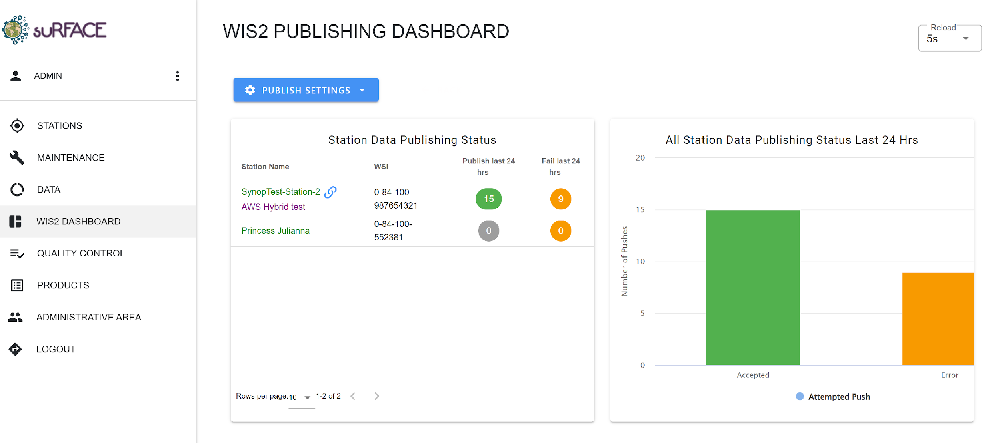 suRFACE
ADMIN
STATIONS
MAINTENANCE
DATA
WIS2 DASHBOARD
QUALITY CONTROL
PRODUCTS
ADMINISTRATIVE AREA
LOGOUT
WIS2 PUBLISHING DASHBOARD
Reload
5s
PUBLISH SETTINGS
Station Data Publishing Status
Station Name WSI Publish last 24 hrs Fail last 24 hrs
SynopTest-Station-2
AWS Hybrid test
0-84-100-
987654321
15 9
Princess Julianna
0-84-100-
552381
0 0
Rows per page: 10 1-2 of 2
All Station Data Publishing Status Last 24 Hrs
Number of Pushes
20
15
10
5
0
Accepted Error
Attempted Push